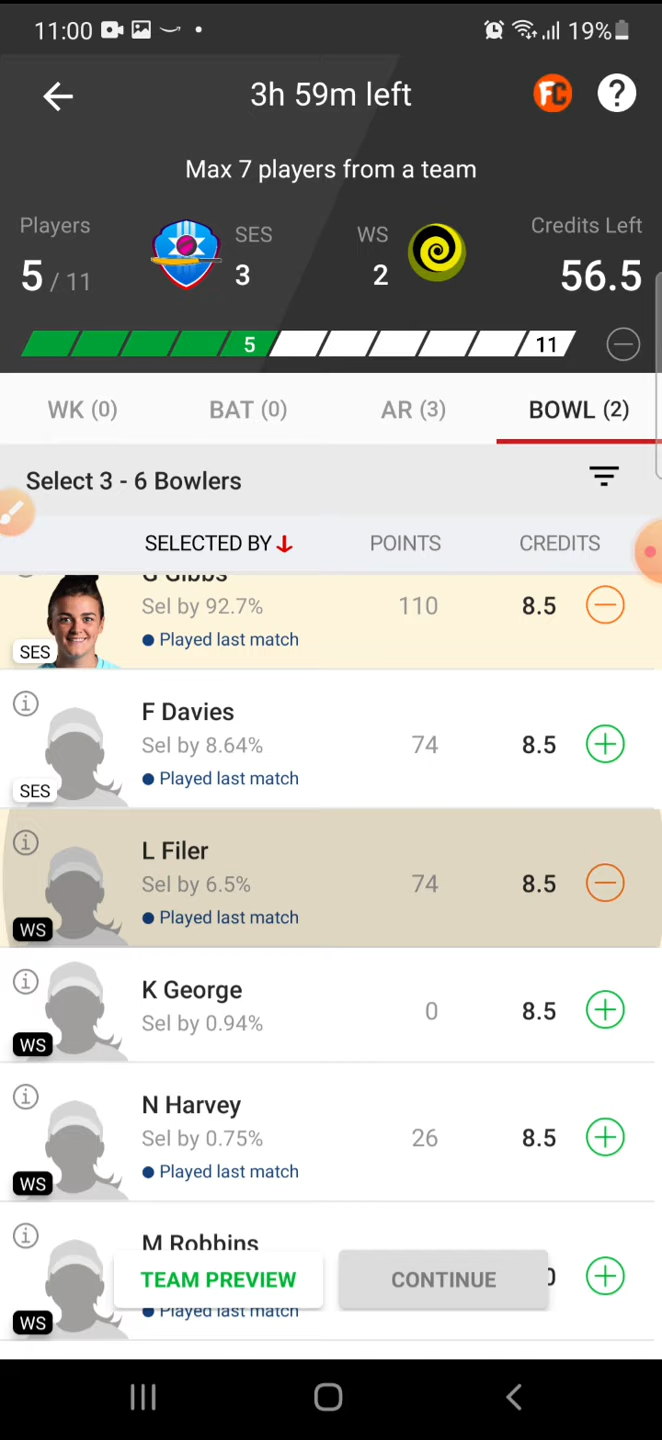 11:00
19%
3h 59m left
FC
?
Max 7 players from a team
Players
SES
WS
Credits Left
5 / 11
3
2
56.5
5
11
WK (0)
BAT (0)
AR (3)
BOWL (2)
Select 3 - 6 Bowlers
SELECTED BY
POINTS
CREDITS
G Gibbs
Sel by 92.7%
110
8.5
Played last match
SES
F Davies
Sel by 8.64%
74
8.5
Played last match
SES
L Filer
Sel by 6.5%
74
8.5
Played last match
WS
K George
Sel by 0.94%
0
8.5
WS
N Harvey
Sel by 0.75%
26
8.5
Played last match
WS
M Robbins
TEAM PREVIEW
CONTINUE
Played last match
WS